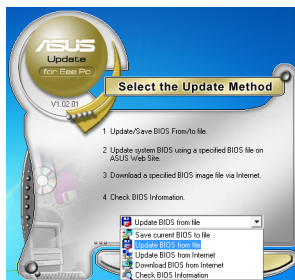 ASUS
Update
for Eee Pc
V1.02.01
Select the Update Method
1 Update/Save BIOS From/to file.
2 Update system BIOS using a specified BIOS file on
ASUS Web Site.
3 Download a specified BIOS image file via Internet.
4 Check BIOS Information.
Update BIOS from file
Save current BIOS to file
Update BIOS from file
Update BIOS from Internet
Download BIOS from Internet
Check BIOS Information